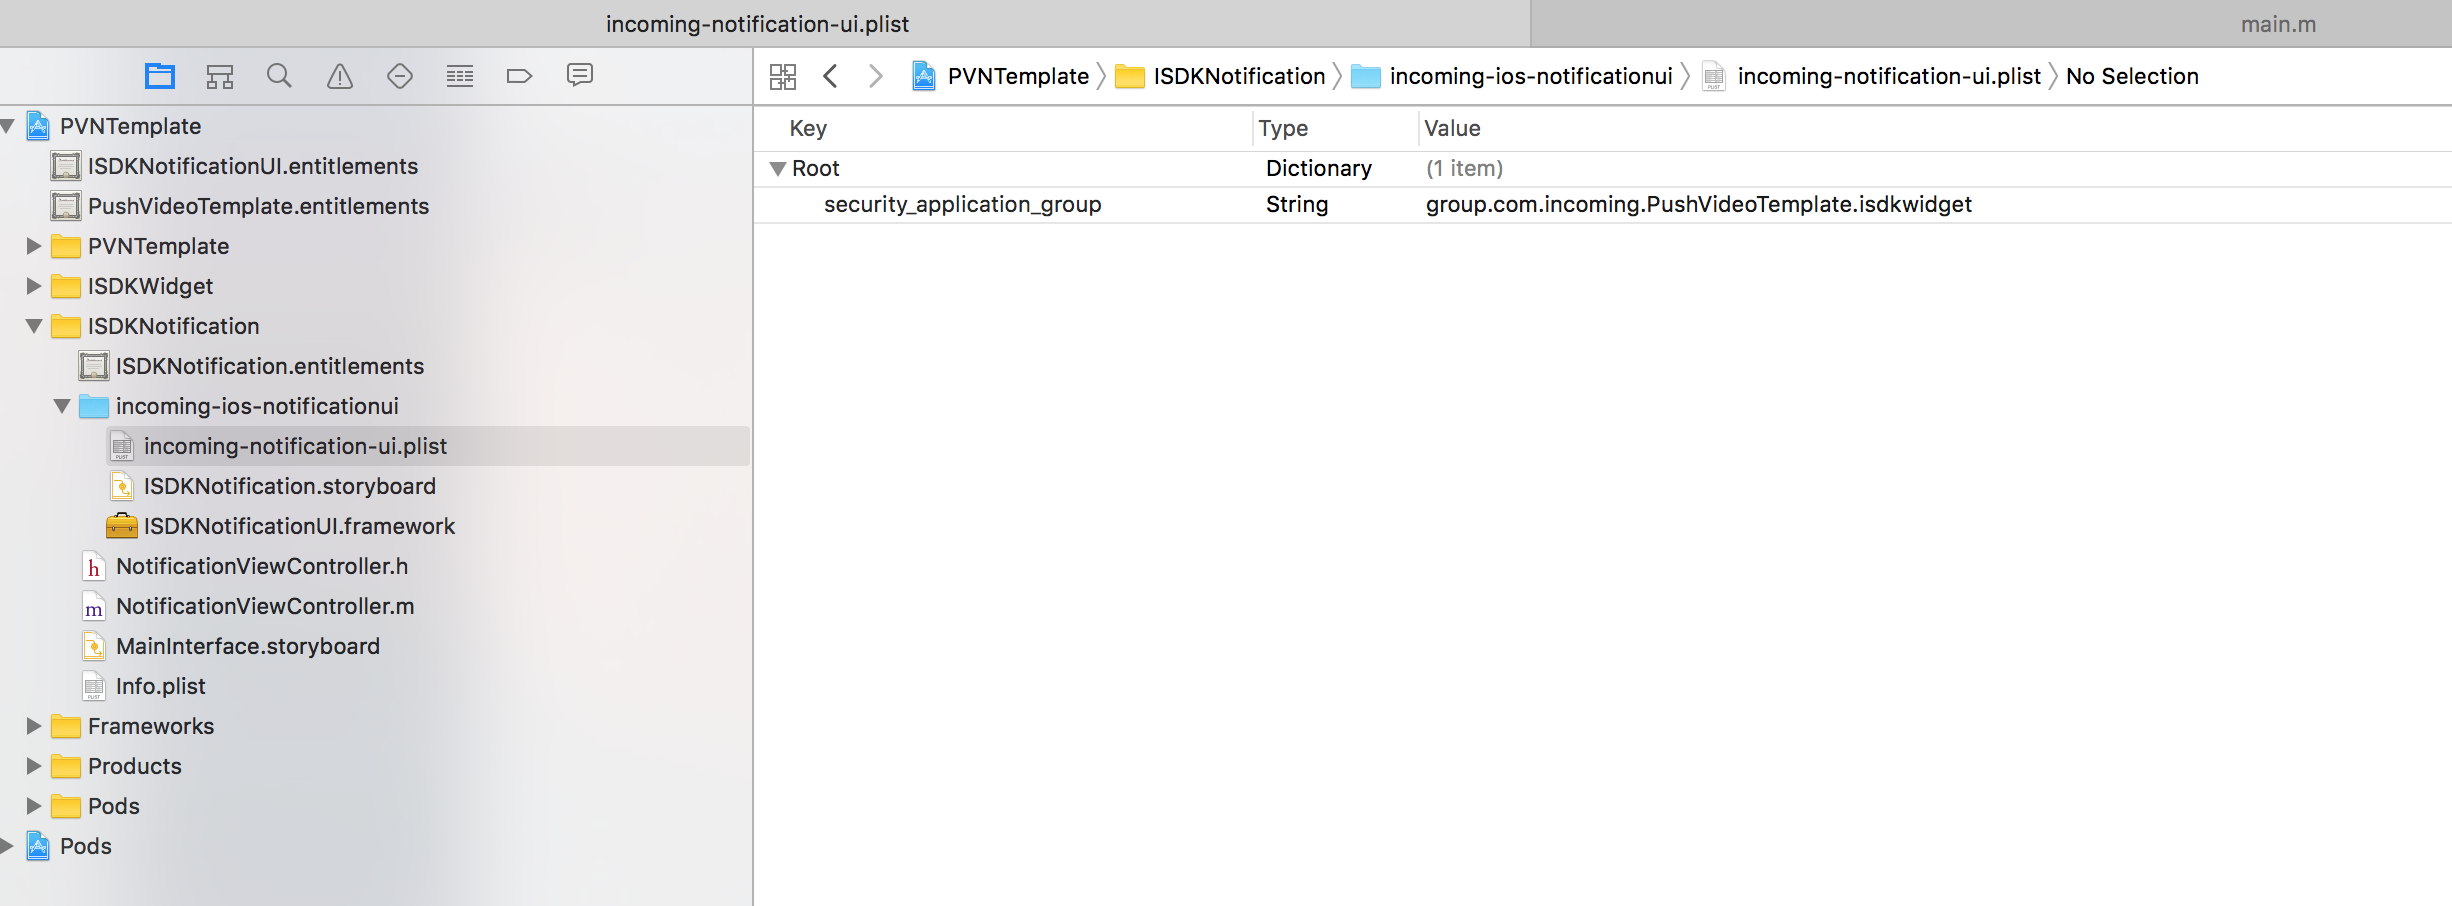 incoming-notification-ui.plist
main.m
PVNTemplate
ISDKNotification
incoming-ios-notificationui
incoming-notification-ui.plist
No Selection
PVNTemplate
ISDKNotificationUI.entitlements
PushVideoTemplate.entitlements
PVNTemplate
ISDKWidget
ISDKNotification
ISDKNotification.entitlements
incoming-ios-notificationui
incoming-notification-ui.plist
ISDKNotification.storyboard
ISDKNotificationUI.framework
h NotificationViewController.h
m NotificationViewController.m
MainInterface.storyboard
Info.plist
Frameworks
Products
Pods
Pods
Key Type Value
Root Dictionary (1 item)
security_application_group String group.com.incoming.PushVideoTemplate.isdkwidget